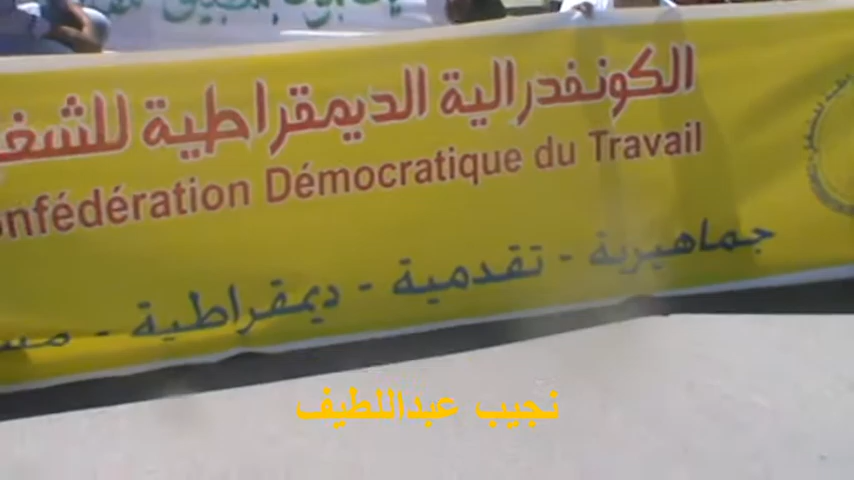 الكونفدرالية الديمقراطية للشغ
onfédération Démocratique du Travail
جماهيرية - تقدمية - ديمقراطية -
نجيب عبداللطيف